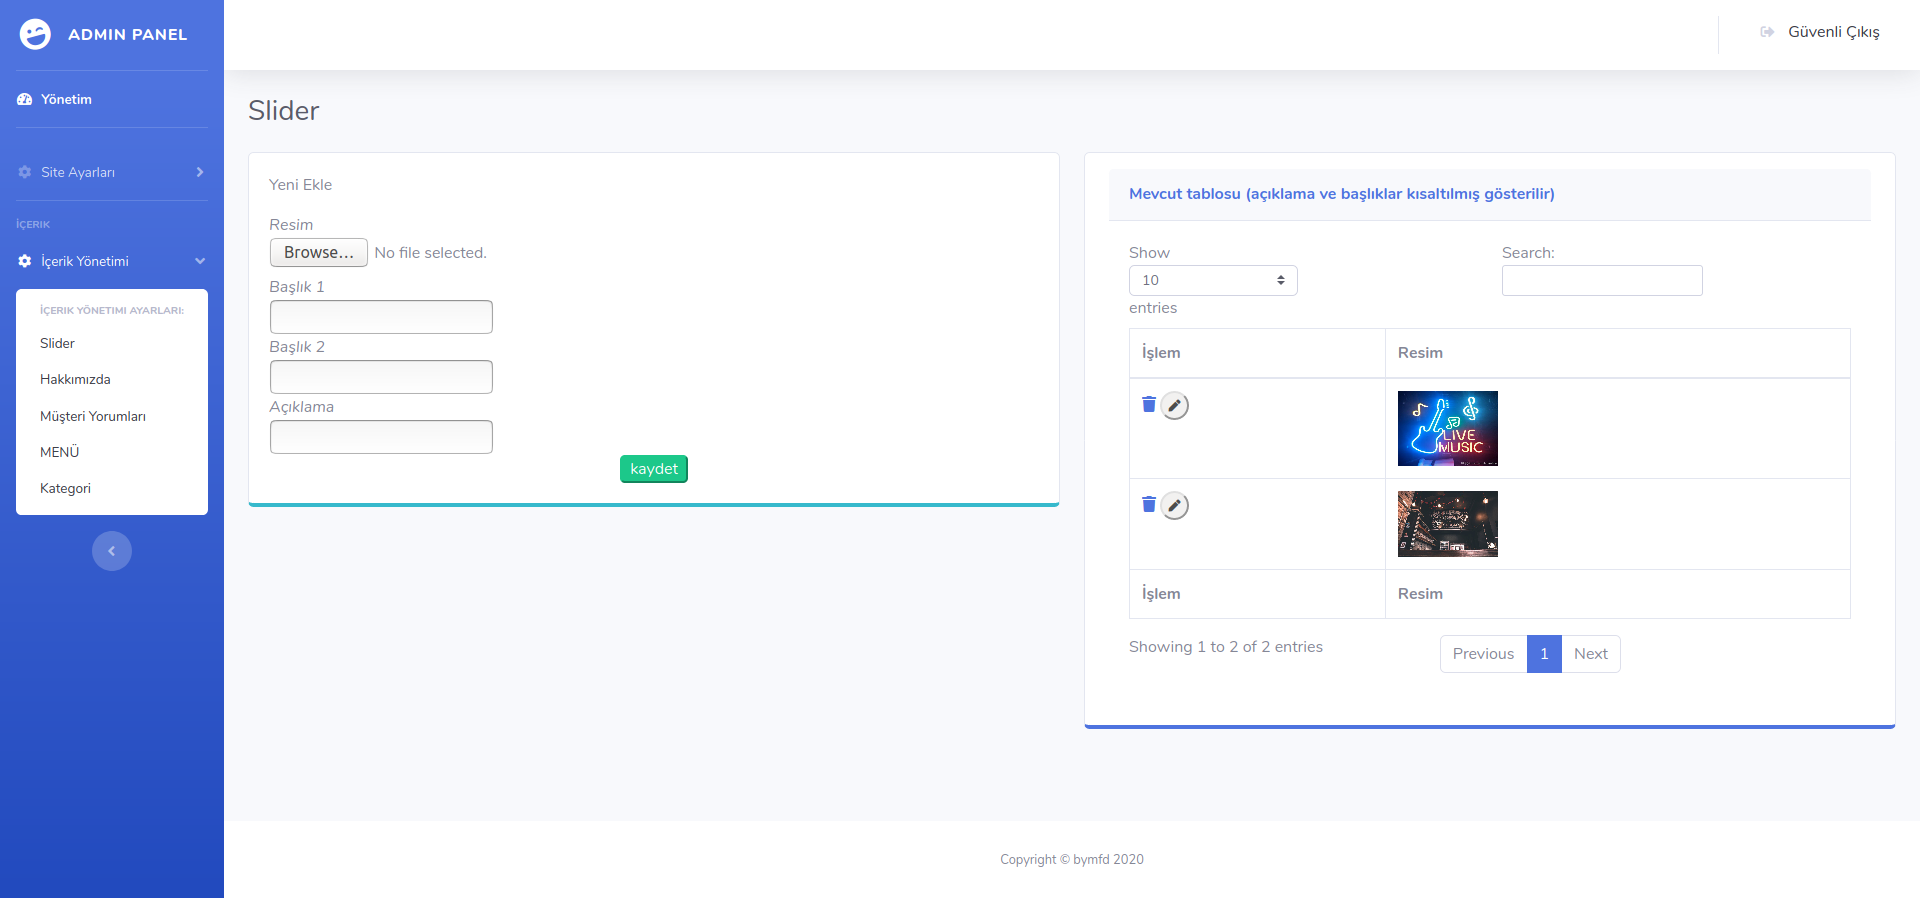 ADMIN PANEL
Güvenli Çıkış
Yönetim
Site Ayarları
İÇERIK
İçerik Yönetimi
İÇERIK YÖNETIMI AYARLARI:
Slider
Hakkımızda
Müşteri Yorumları
MENÜ
Kategori
Slider
Yeni Ekle
Resim
Browse... No file selected.
Başlık 1
Başlık 2
Açıklama
kaydet
Mevcut tablosu (açıklama ve başlıklar kısaltılmış gösterilir)
Show
10
entries
Search:
İşlem Resim
LIVE
MUSIC
İşlem Resim
Showing 1 to 2 of 2 entries
Previous 1 Next
Copyright © bymfd 2020